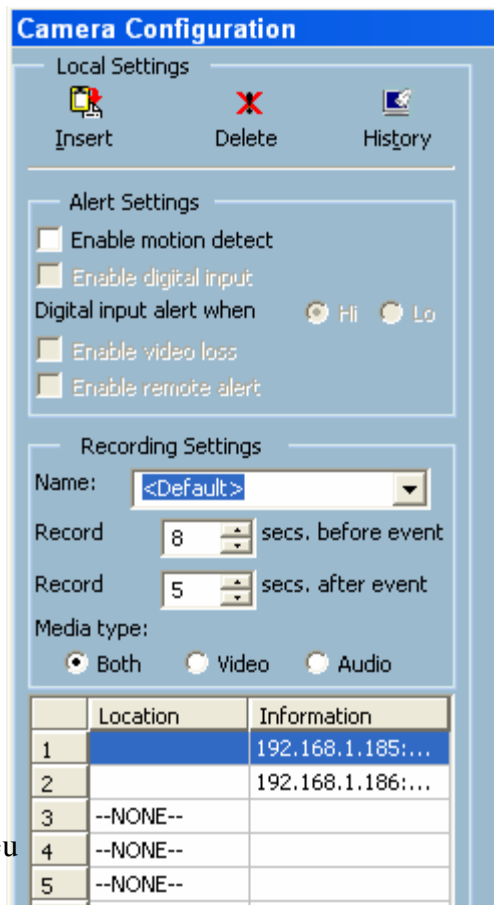 Camera Configuration
Local Settings
Insert Delete History
Alert Settings
Enable motion detect
Enable digital input
Digital input alert when Hi Lo
Enable video loss
Enable remote alert
Recording Settings
Name: <Default>
Record 8 secs. before event
Record 5 secs. after event
Media type:
Both Video Audio
Location Information
1 192.168.1.185:...
2 192.168.1.186:...
3 --NONE--
4 --NONE--
5 --NONE--